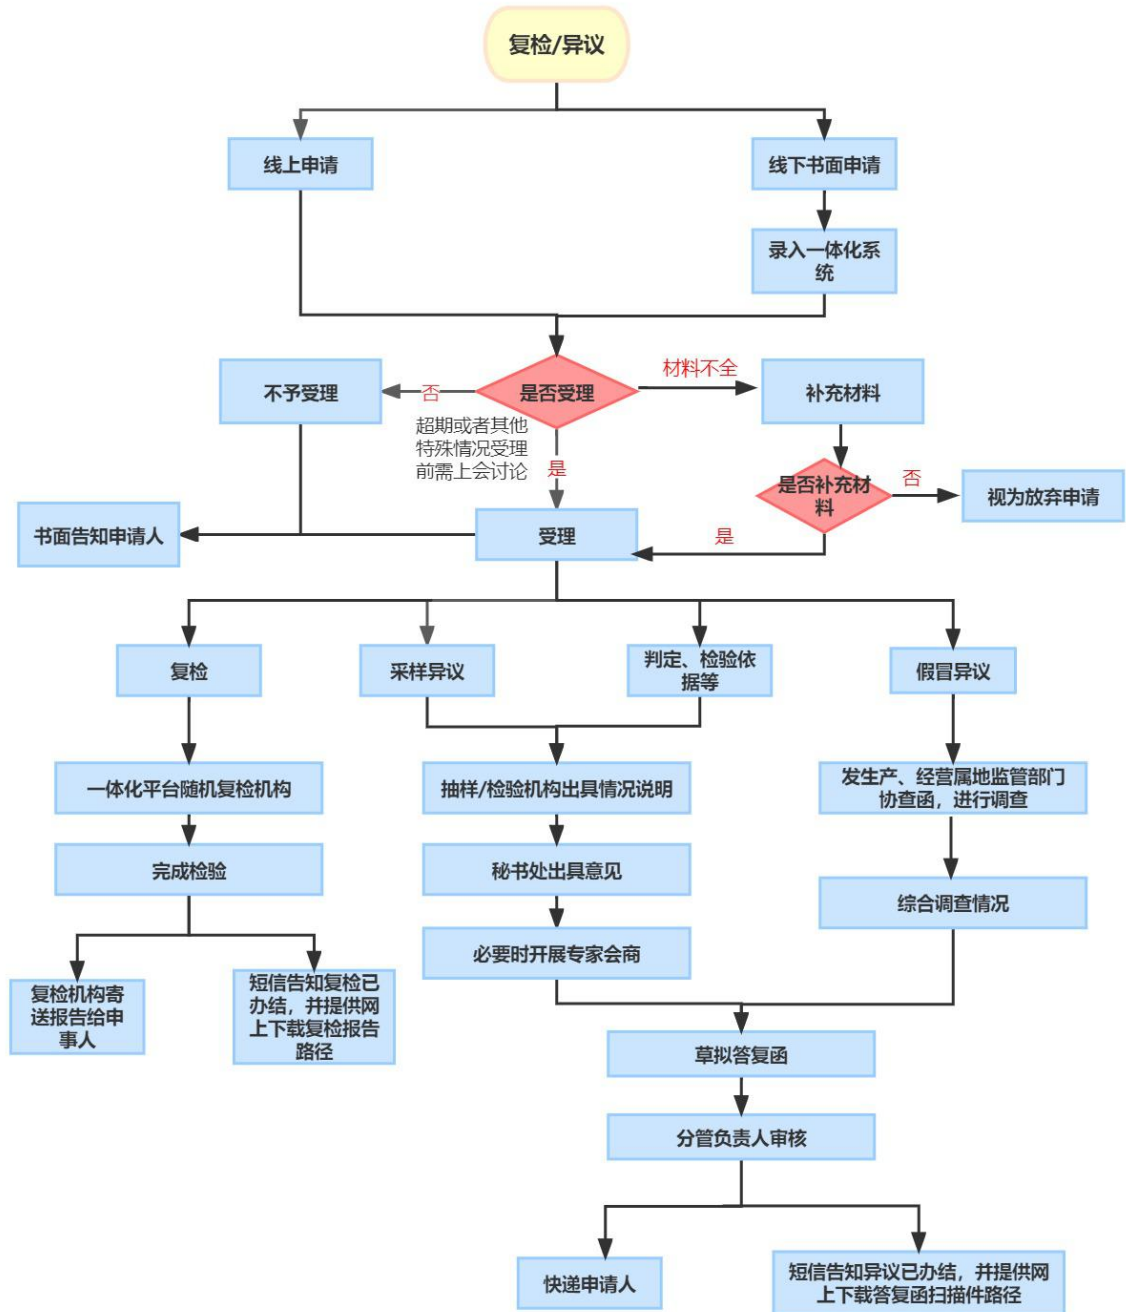 复检/异议
线上申请
线下书面申请
录入一体化系
统
材料不全
不予受理
否
是否受理
补充材料
超期或者其他
特殊情况受理
前需上会讨论
是
是否补充材
料
否
视为放弃申请
书面告知申请人
受理
是
复检
采样异议
判定、检验依
据等
假冒异议
一体化平台随机复检机构
抽样/检验机构出具情况说明
发生产、经营属地监管部门
协查函，进行调查
完成检验
秘书处出具意见
综合调查情况
必要时开展专家会商
复检机构寄
送报告给申
事人
短信告知复检已
办结，并提供网
上下载复检报告
路径
草拟答复函
分管负责人审核
快递申请人
短信告知异议已办结，并提供网
上下载答复函扫描件路径